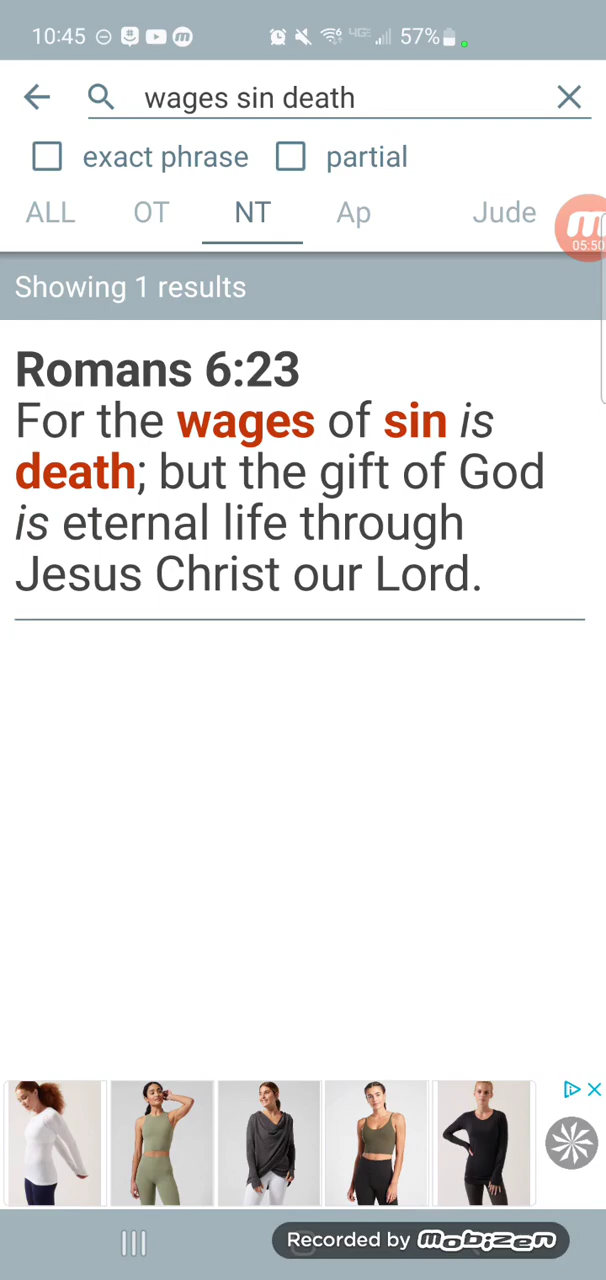 10:45 57%
wages sin death
exact phrase partial
ALL OT NT Ap Jude
05:50
Showing 1 results
Romans 6:23
For the wages of sin is
death; but the gift of God
is eternal life through
Jesus Christ our Lord.
Recorded by mobizen